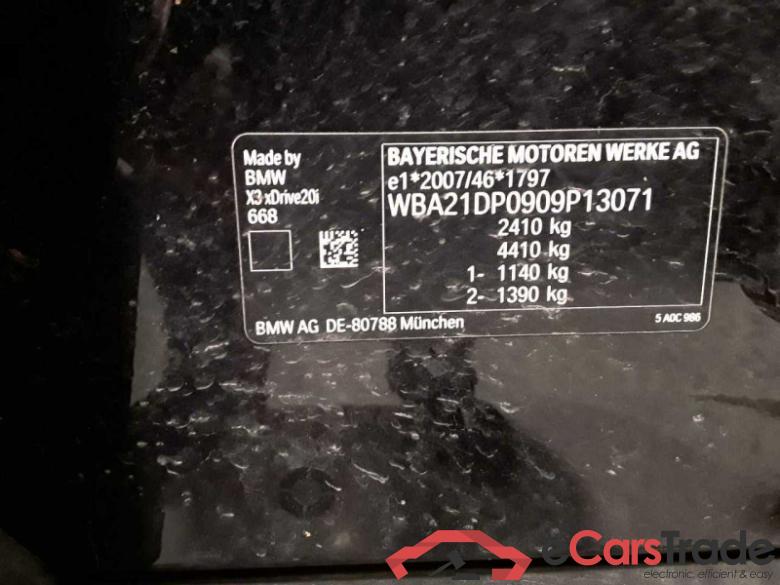 Made by
BMW
X3 xDrive20i
668
BAYERISCHE MOTOREN WERKE AG
e1*2007/46*1797
WBA21DP0909P13071
2410 kg
4410 kg
1- 1140 kg
2- 1390 kg
BMW AG DE-80788 München
5 A0C 986
eCarsTrade
electronic, efficient & easy